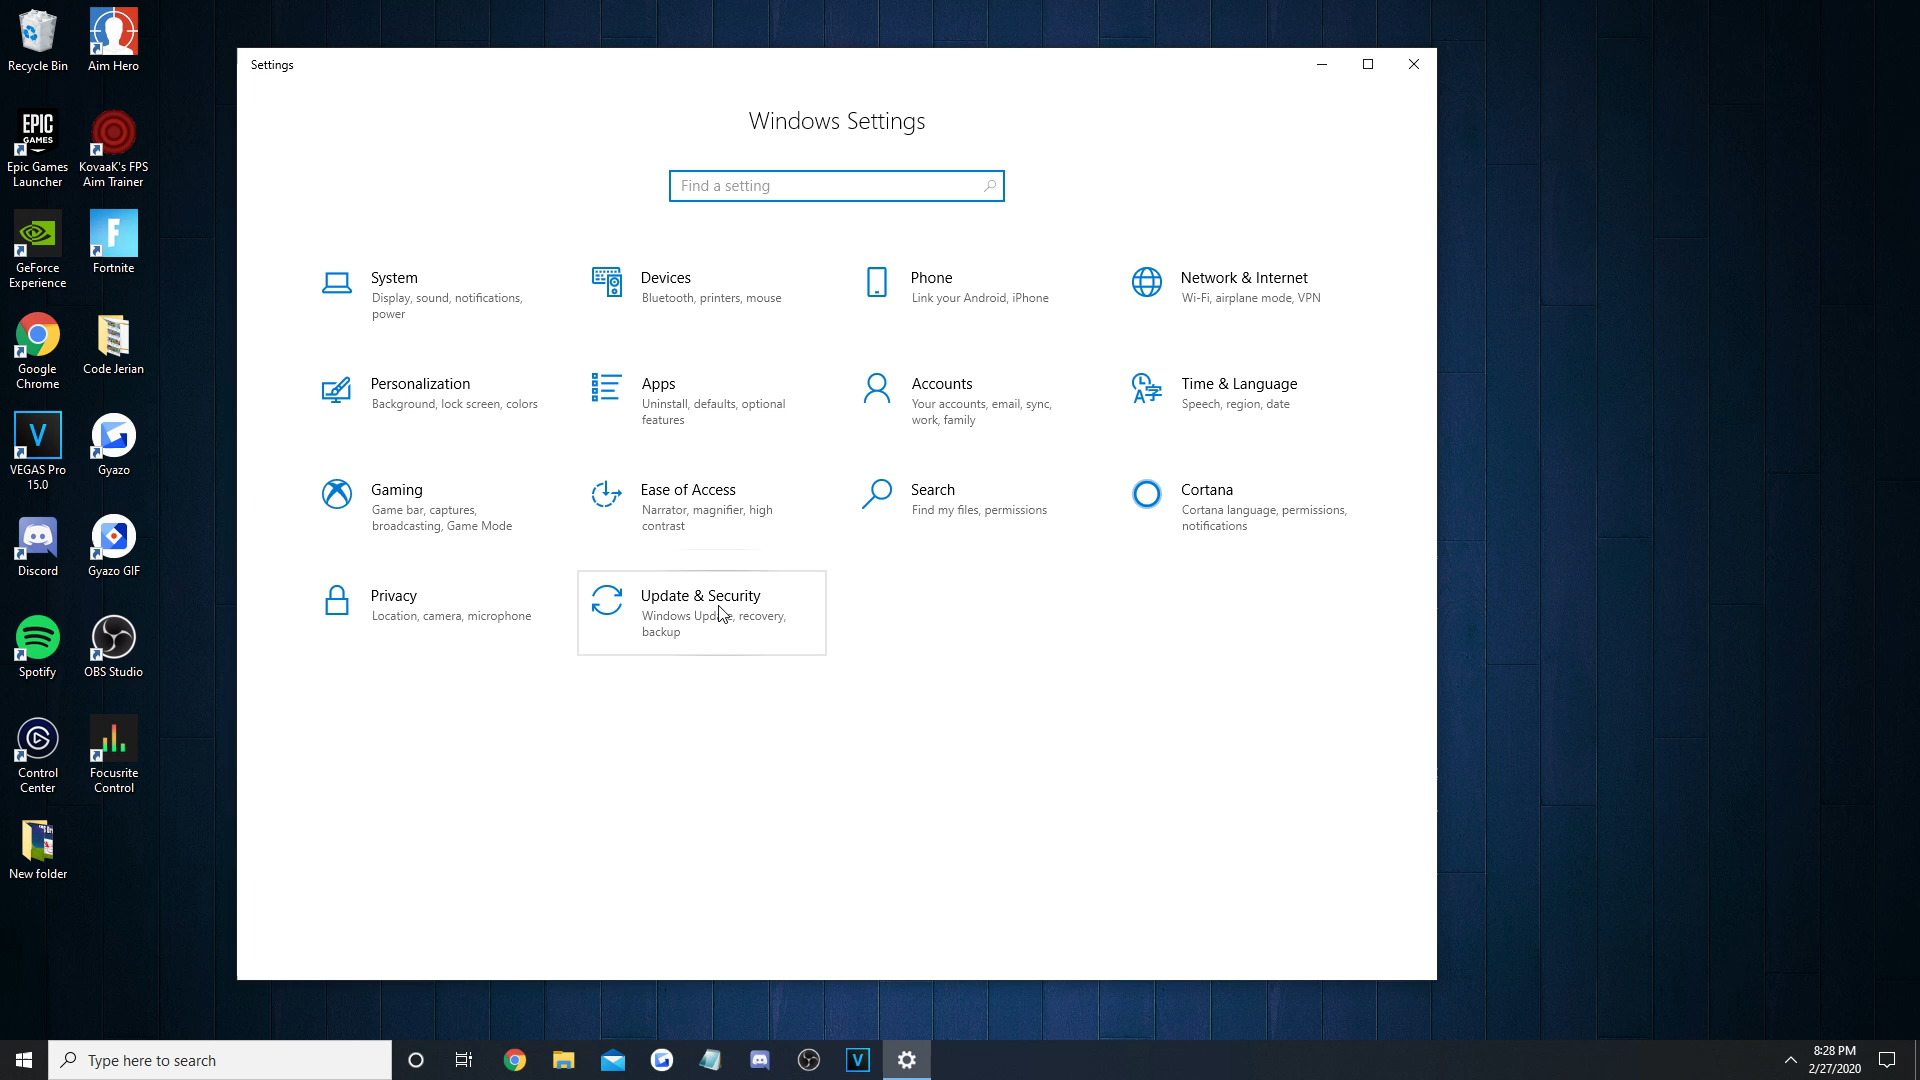 Recycle Bin
Aim Hero
EPIC
GAMES
Epic Games
Launcher
KovaaK's FPS
Aim Trainer
GeForce
Experience
F
Fortnite
Google
Chrome
Code Jerian
V
VEGAS Pro
15.0
Gyazo
Discord
Gyazo GIF
Spotify
OBS Studio
Control
Center
Focusrite
Control
New folder
Settings
Windows Settings
Find a setting
System
Display, sound, notifications,
power
Devices
Bluetooth, printers, mouse
Phone
Link your Android, iPhone
Network & Internet
Wi-Fi, airplane mode, VPN
Personalization
Background, lock screen, colors
Apps
Uninstall, defaults, optional
features
Accounts
Your accounts, email, sync,
work, family
Time & Language
Speech, region, date
Gaming
Game bar, captures,
broadcasting, Game Mode
Ease of Access
Narrator, magnifier, high
contrast
Search
Find my files, permissions
Cortana
Cortana language, permissions,
notifications
Privacy
Location, camera, microphone
Update & Security
Windows Update, recovery,
backup
Type here to search
V
8:28 PM
2/27/2020